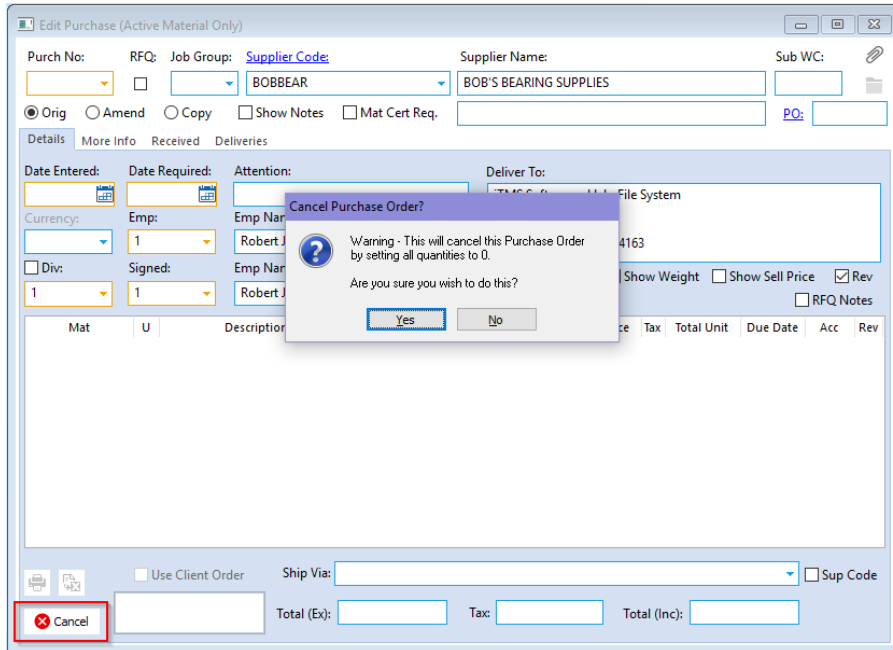 Edit Purchase (Active Material Only)
Purch No: RFQ: Job Group: Supplier Code: Supplier Name: Sub WC:
BOBBEAR BOB'S BEARING SUPPLIES
Orig Amend Copy Show Notes Mat Cert Req. PO:
Details More Info Received Deliveries
Date Entered: Date Required: Attention: Deliver To:
File System
Cancel Purchase Order?
Currency: Emp: Emp
1 Robert J 4163
Warning - This will cancel this Purchase Order
by setting all quantities to 0.
Are you sure you wish to do this?
Yes No
Div: Signed: Emp Show Weight Show Sell Price Rev
1 1 Robert J RFQ Notes
Mat U Description Tax Total Unit Due Date Acc Rev
Use Client Order Ship Via: Sup Code
Cancel Total (Ex): Tax: Total (Inc):